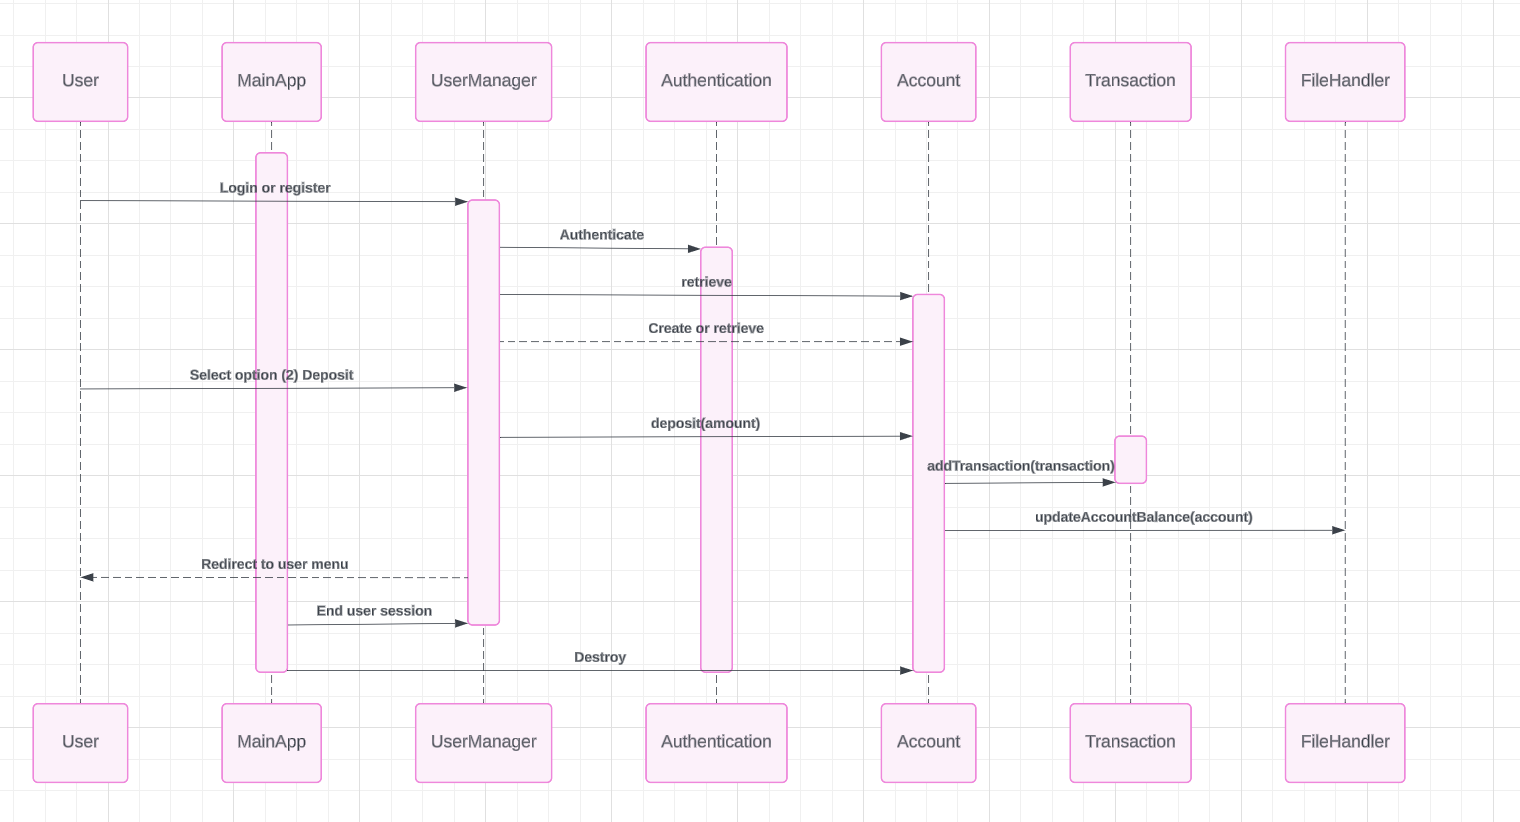 User
MainApp
UserManager
Authentication
Account
Transaction
FileHandler
Login or register
Authenticate
retrieve
Create or retrieve
Select option (2) Deposit
deposit(amount)
addTransaction(transaction)
updateAccountBalance(account)
Redirect to user menu
End user session
Destroy
User
MainApp
UserManager
Authentication
Account
Transaction
FileHandler